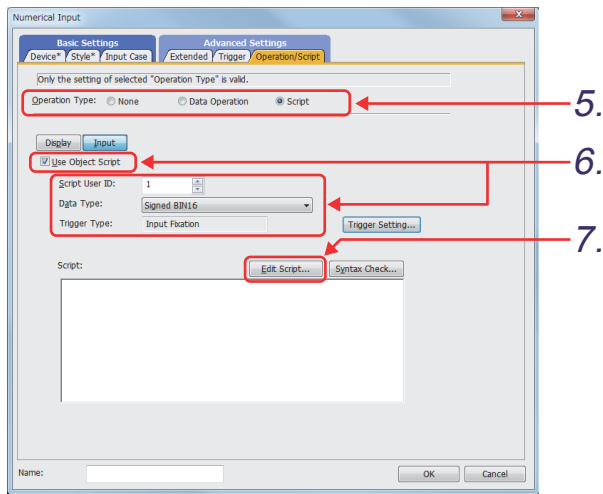 Numerical Input
Basic Settings Advanced Settings
Device* Style* Input Case Extended Trigger Operation/Script
Only the setting of selected "Operation Type" is valid.
Operation Type: None Data Operation Script
5.
Display Input
Use Object Script
6.
Script User ID: 1
Data Type: Signed BIN16
Trigger Type: Input Fixation Trigger Setting...
7.
Script: Edit Script... Syntax Check...
Name: OK Cancel